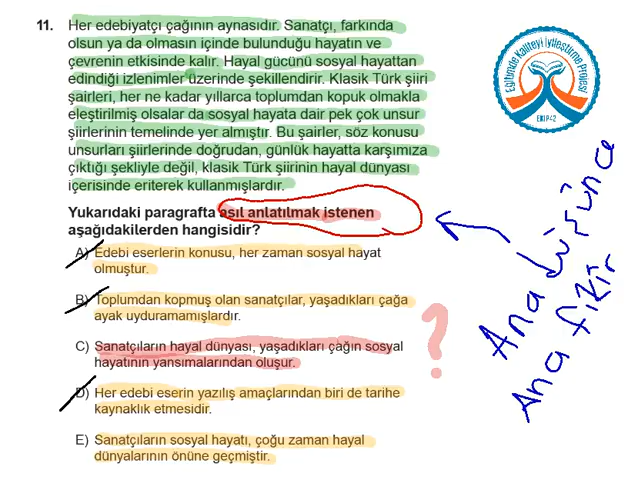 11. Her edebiyatçı çağının aynasıdır. Sanatçı, farkında
olsun ya da olmasın içinde bulunduğu hayatın ve
çevrenin etkisinde kalır. Hayal gücünü sosyal hayattan
edindiği izlenimler üzerinde şekillendirir. Klasik Türk şiiri
şairleri, her ne kadar yıllarca toplumdan kopuk olmakla
eleştirilmiş olsalar da sosyal hayata dair pek çok unsur
şiirlerinin temelinde yer almıştır. Bu şairler, söz konusu
unsurları şiirlerinde doğrudan, günlük hayatta karşımıza
çıktığı şekliyle değil, klasik Türk şiirinin hayal dünyası
içerisinde eriterek kullanmışlardır.
Yukarıdaki paragrafta asıl anlatılmak istenen
aşağıdakilerden hangisidir?
A) Edebi eserlerin konusu, her zaman sosyal hayat
olmuştur.
B) Toplumdan kopmuş olan sanatçılar, yaşadıkları çağa
ayak uyduramamışlardır.
C) Sanatçıların hayal dünyası, yaşadıkları çağın sosyal
hayatının yansımalarından oluşur.
D) Her edebi eserin yazılış amaçlarından biri de tarihe
kaynaklık etmesidir.
E) Sanatçıların sosyal hayatı, çoğu zaman hayal
dünyalarının önüne geçmiştir.
?
Ana düşünce
Ana fikir
Eğitimde Kaliteyi İyileştirme Projesi
EKİP42